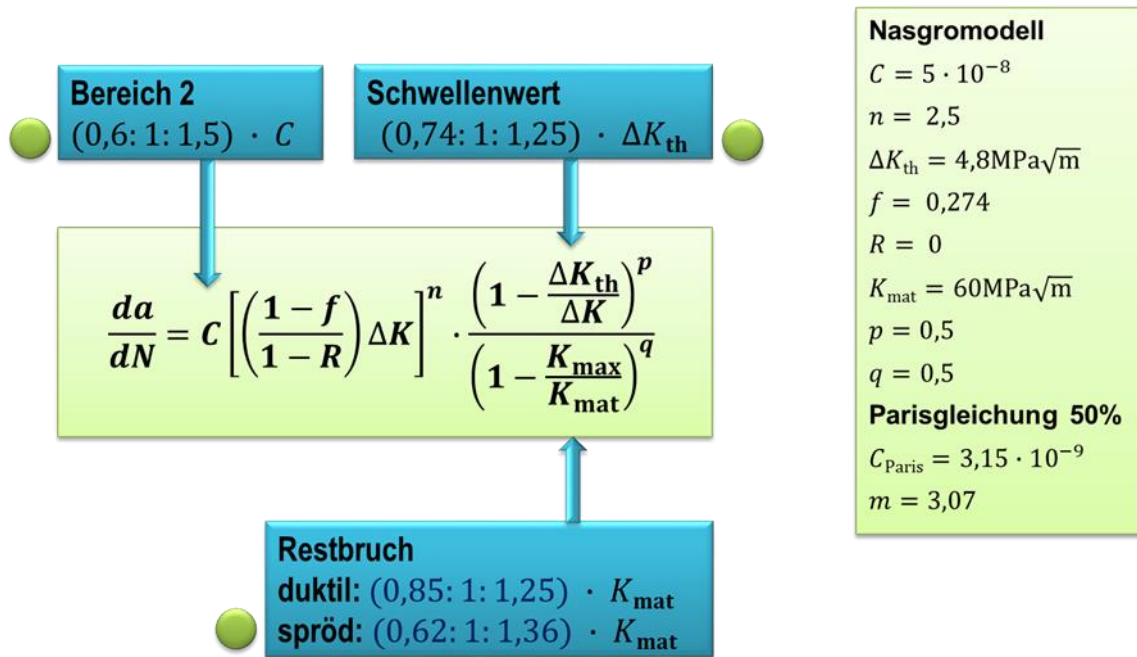 Bereich 2
(0,6: 1: 1,5) · C
Schwellenwert
(0,74: 1: 1,25) · ΔK_th
da/dN = C [((1 − f)/(1 − R)) ΔK]^n · (1 − ΔK_th/ΔK)^p / (1 − K_max/K_mat)^q
Restbruch
duktil: (0,85: 1: 1,25) · K_mat
spröd: (0,62: 1: 1,36) · K_mat
Nasgromodell
C = 5 · 10^−8
n = 2,5
ΔK_th = 4,8MPa√m
f = 0,274
R = 0
K_mat = 60MPa√m
p = 0,5
q = 0,5
Parisgleichung 50%
C_Paris = 3,15 · 10^−9
m = 3,07